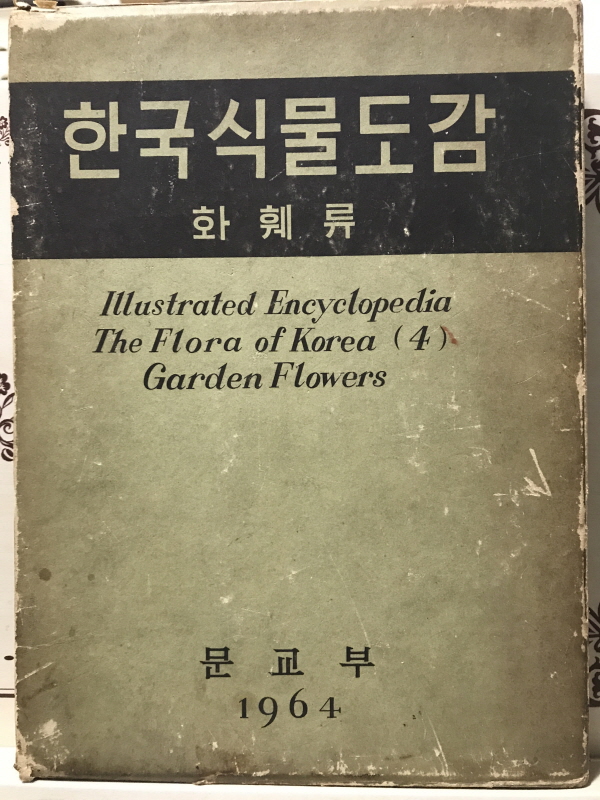 한국식물도감
화훼류
Illustrated Encyclopedia
The Flora of Korea (4)
Garden Flowers
문교부
1964